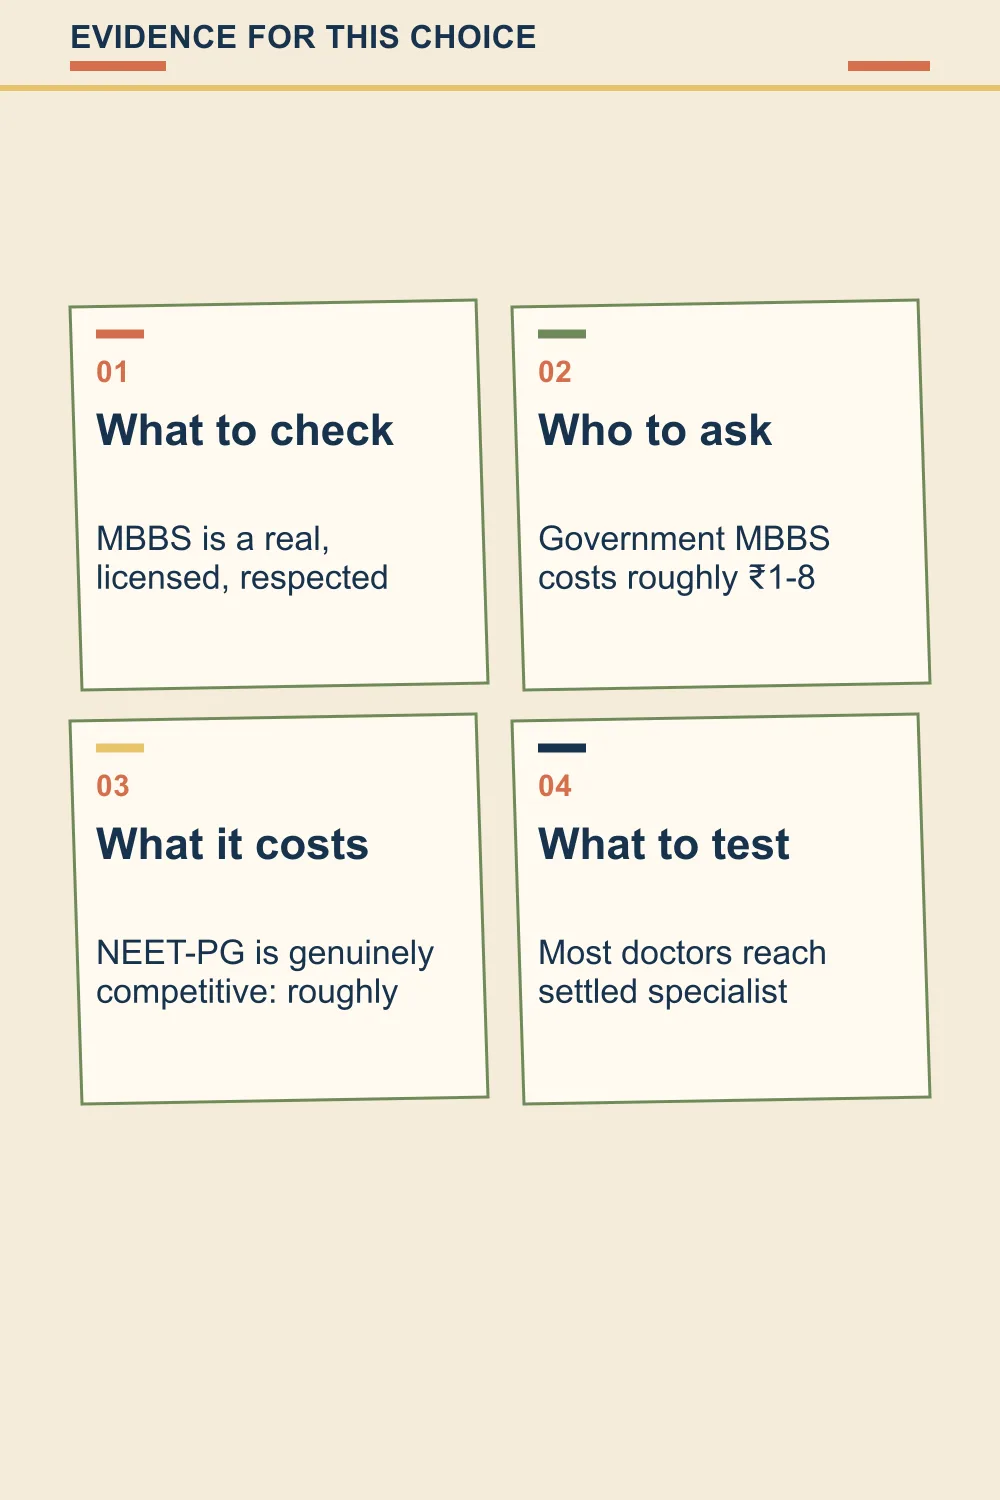 EVIDENCE FOR THIS CHOICE
01
What to check
MBBS is a real,
licensed, respected
02
Who to ask
Government MBBS
costs roughly ₹1-8
03
What it costs
NEET-PG is genuinely
competitive: roughly
04
What to test
Most doctors reach
settled specialist